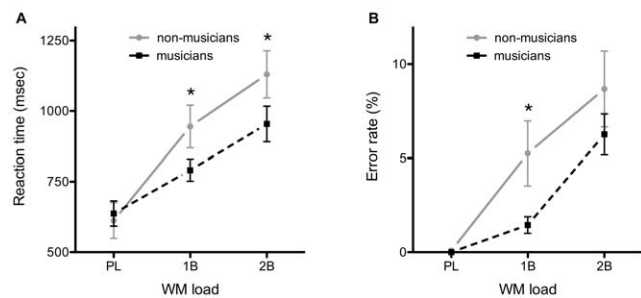 A
non-musicians
musicians
*
*
1250
1000
750
500
Reaction time (msec)
PL
1B
2B
WM load
B
non-musicians
musicians
*
10
5
0
Error rate (%)
PL
1B
2B
WM load